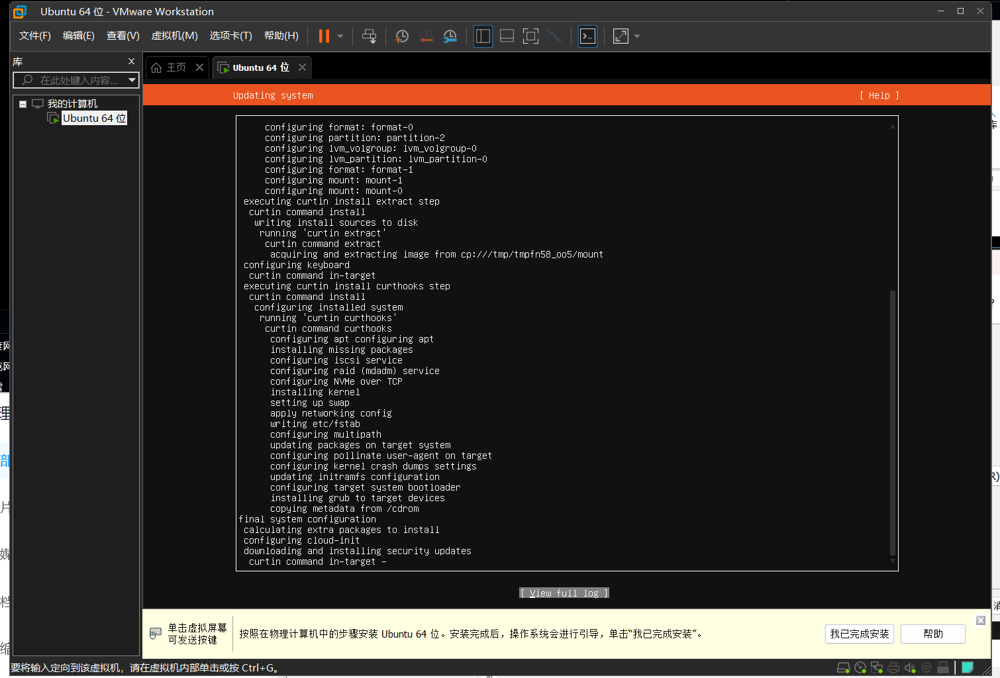 Ubuntu 64 位 - VMware Workstation
文件(F) 编辑(E) 查看(V) 虚拟机(M) 选项卡(T) 帮助(H)
库
在此处键入内容...
我的计算机
Ubuntu 64 位
主页
Ubuntu 64 位
Updating system [ Help ]
configuring format: format-0
configuring partition: partition-2
configuring lvm_volgroup: lvm_volgroup-0
configuring lvm_partition: lvm_partition-0
configuring format: format-1
configuring mount: mount-1
configuring mount: mount-0
executing curtin install extract step
curtin command install
writing install sources to disk
running 'curtin extract'
curtin command extract
acquiring and extracting image from cp:///tmp/tmpfn58_oo5/mount
configuring keyboard
curtin command in-target
executing curtin install curthooks step
curtin command install
configuring installed system
running 'curtin curthooks'
curtin command curthooks
configuring apt configuring apt
installing missing packages
configuring iscsi service
configuring raid (mdadm) service
configuring NVMe over TCP
installing kernel
setting up swap
apply networking config
writing etc/fstab
configuring multipath
updating packages on target system
configuring pollinate user-agent on target
configuring kernel crash dumps settings
updating initramfs configuration
configuring target system bootloader
installing grub to target devices
copying metadata from /cdrom
final system configuration
calculating extra packages to install
configuring cloud-init
downloading and installing security updates
curtin command in-target -
[ View full log ]
单击虚拟屏幕
可发送按键
按照在物理计算机中的步骤安装 Ubuntu 64 位。安装完成后，操作系统会进行引导，单击“我已完成安装”。
我已完成安装
帮助
要将输入定向到该虚拟机，请在虚拟机内部单击或按 Ctrl+G。